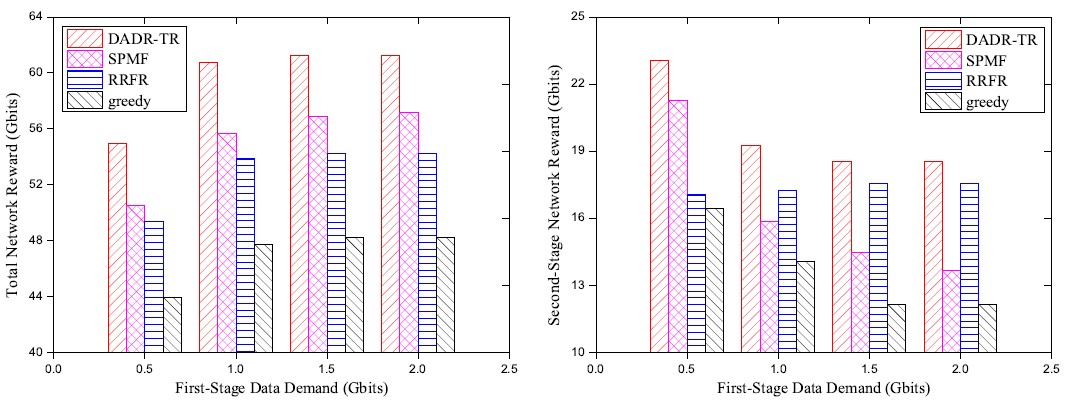 64
60
56
52
48
44
40
Total Network Reward (Gbits)
DADR-TR
SPMF
RRFR
greedy
0.0 0.5 1.0 1.5 2.0 2.5
First-Stage Data Demand (Gbits)
25
22
19
16
13
10
Second-Stage Network Reward (Gbits)
DADR-TR
SPMF
RRFR
greedy
0.0 0.5 1.0 1.5 2.0 2.5
First-Stage Data Demand (Gbits)